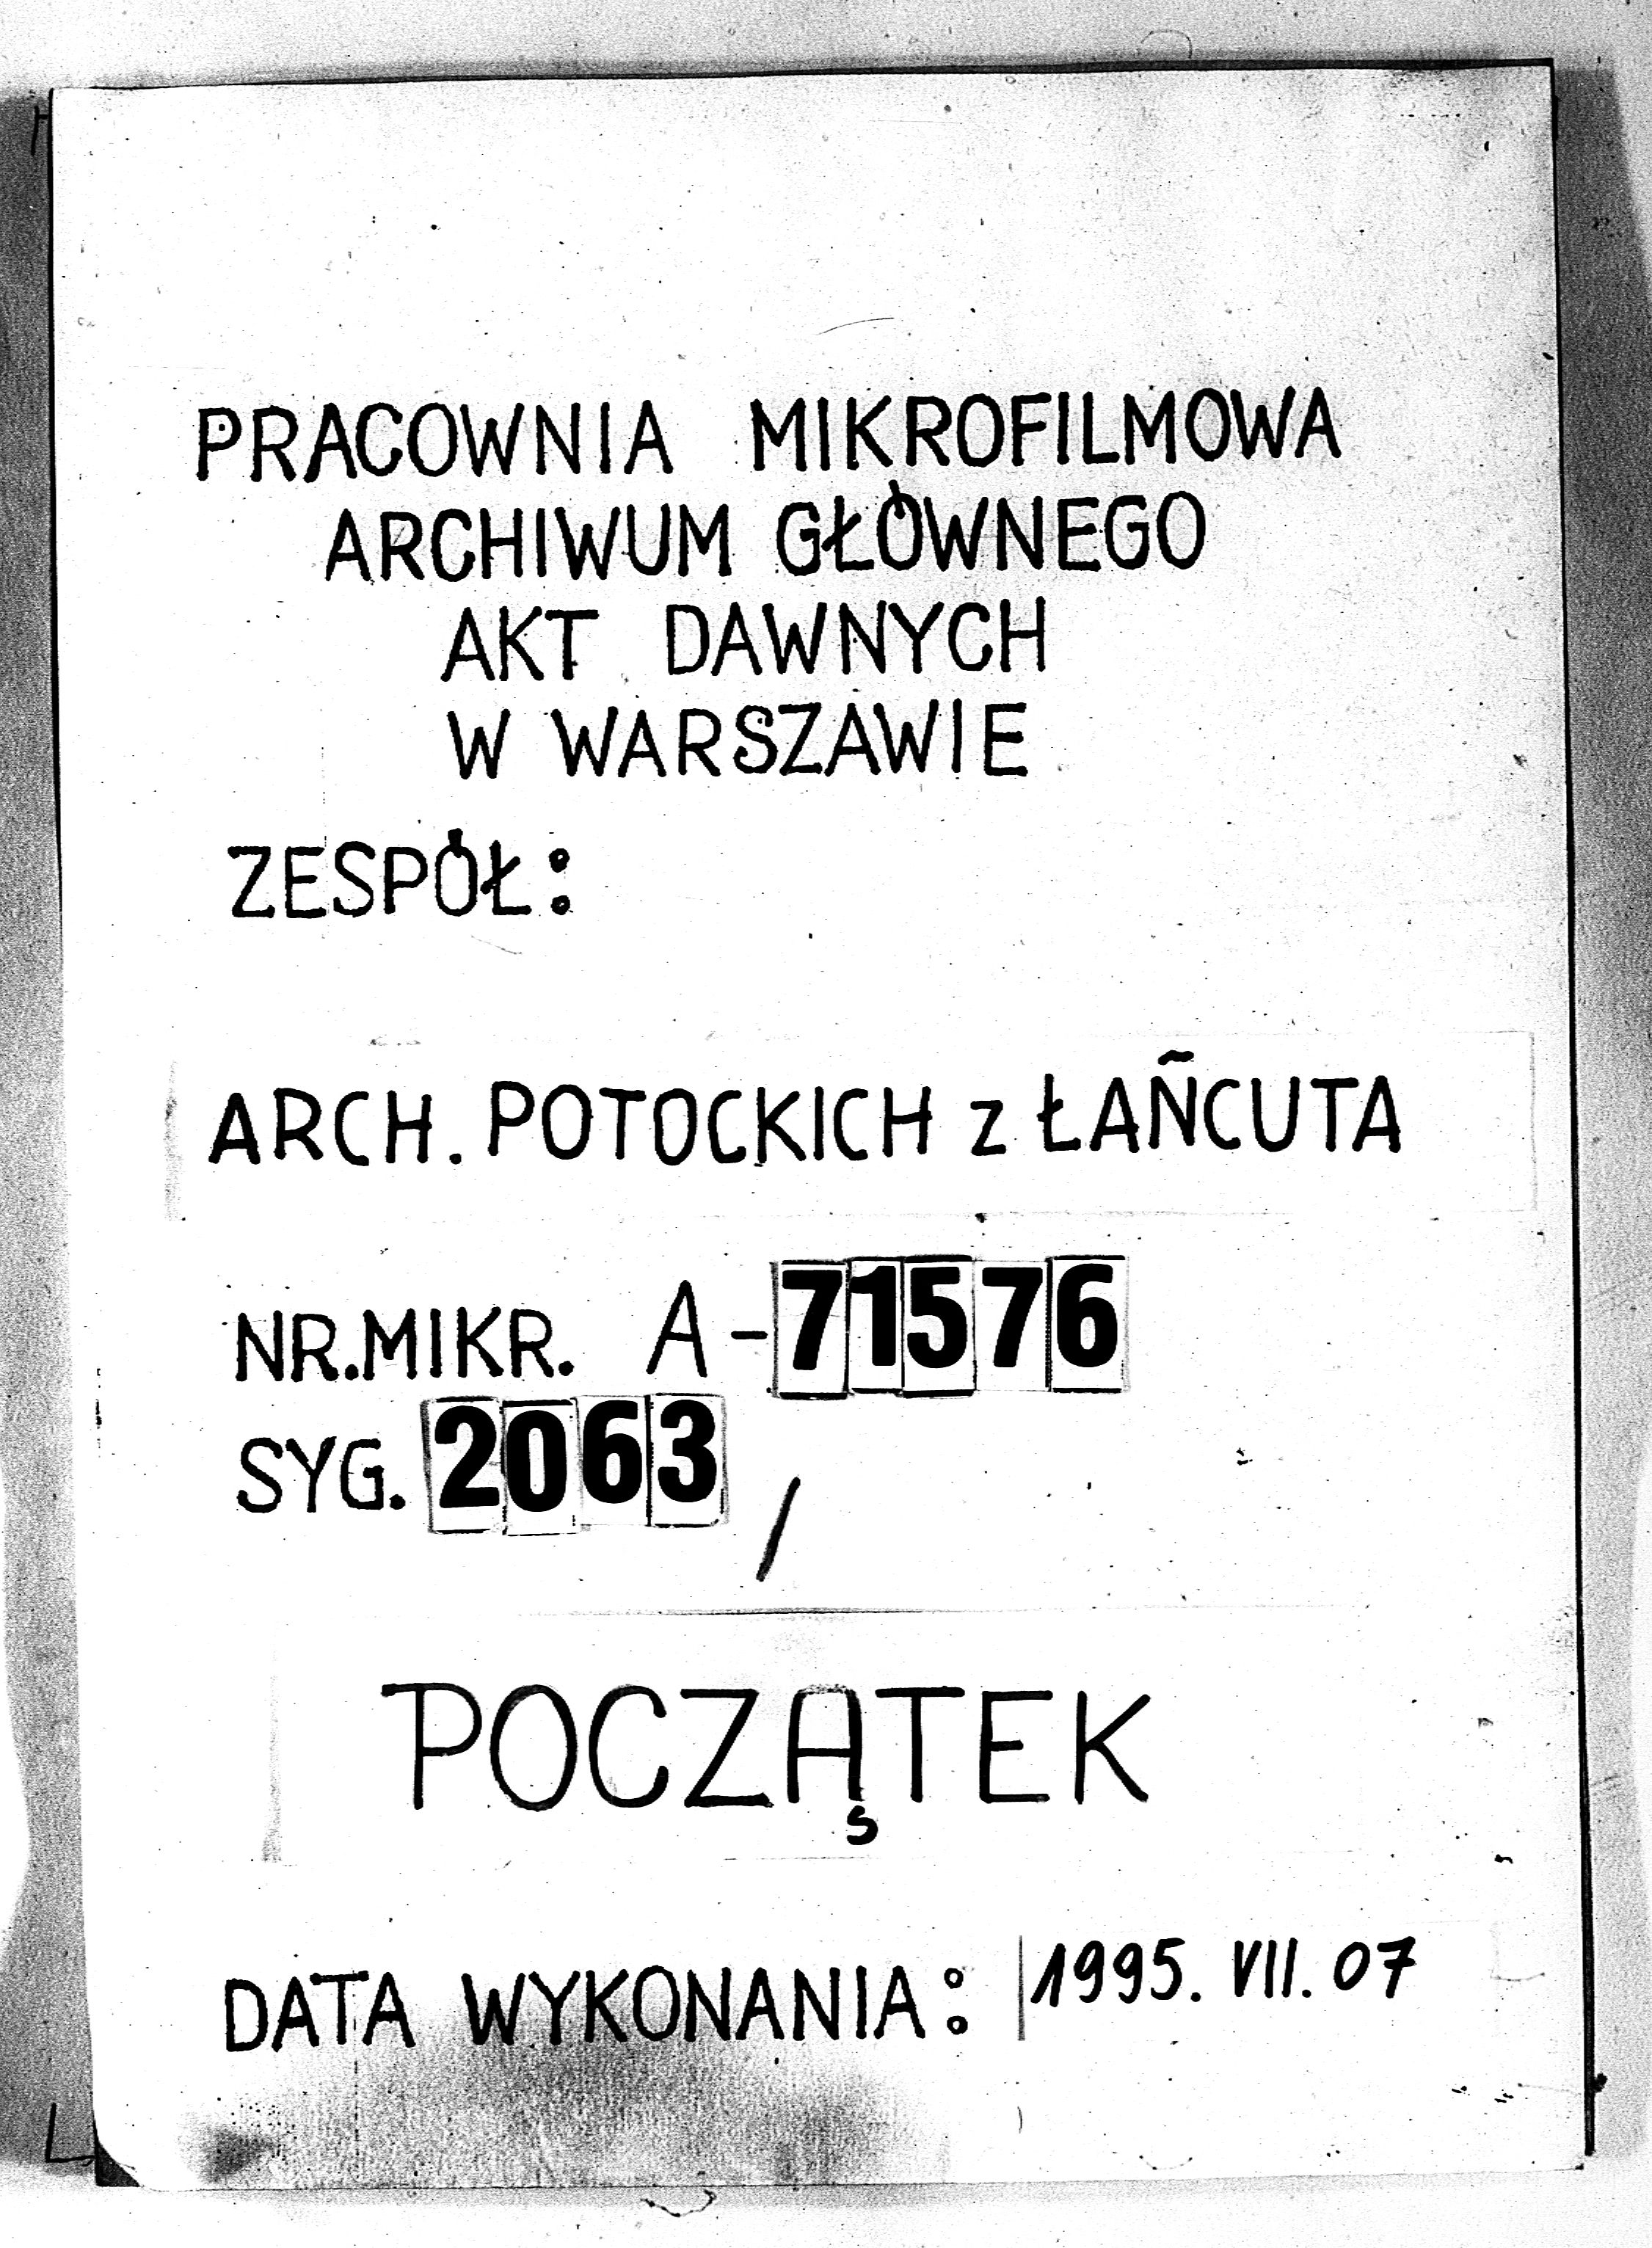 PRACOWNIA MIKROFILMOWA
ARCHIWUM GŁÓWNEGO
AKT DAWNYCH
W WARSZAWIE
ZESPÓŁ:
ARCH. POTOCKICH z ŁAŃCUTA
NR.MIKR. A-71576
SYG. 2063 /
POCZĄTEK
DATA WYKONANIA: 1995. VII. 07